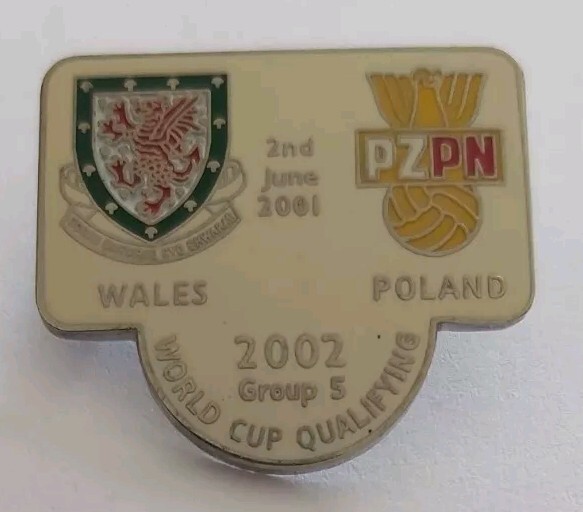 2nd
June
2001
PZPN
WALES
POLAND
2002
Group 5
WORLD CUP QUALIFYING